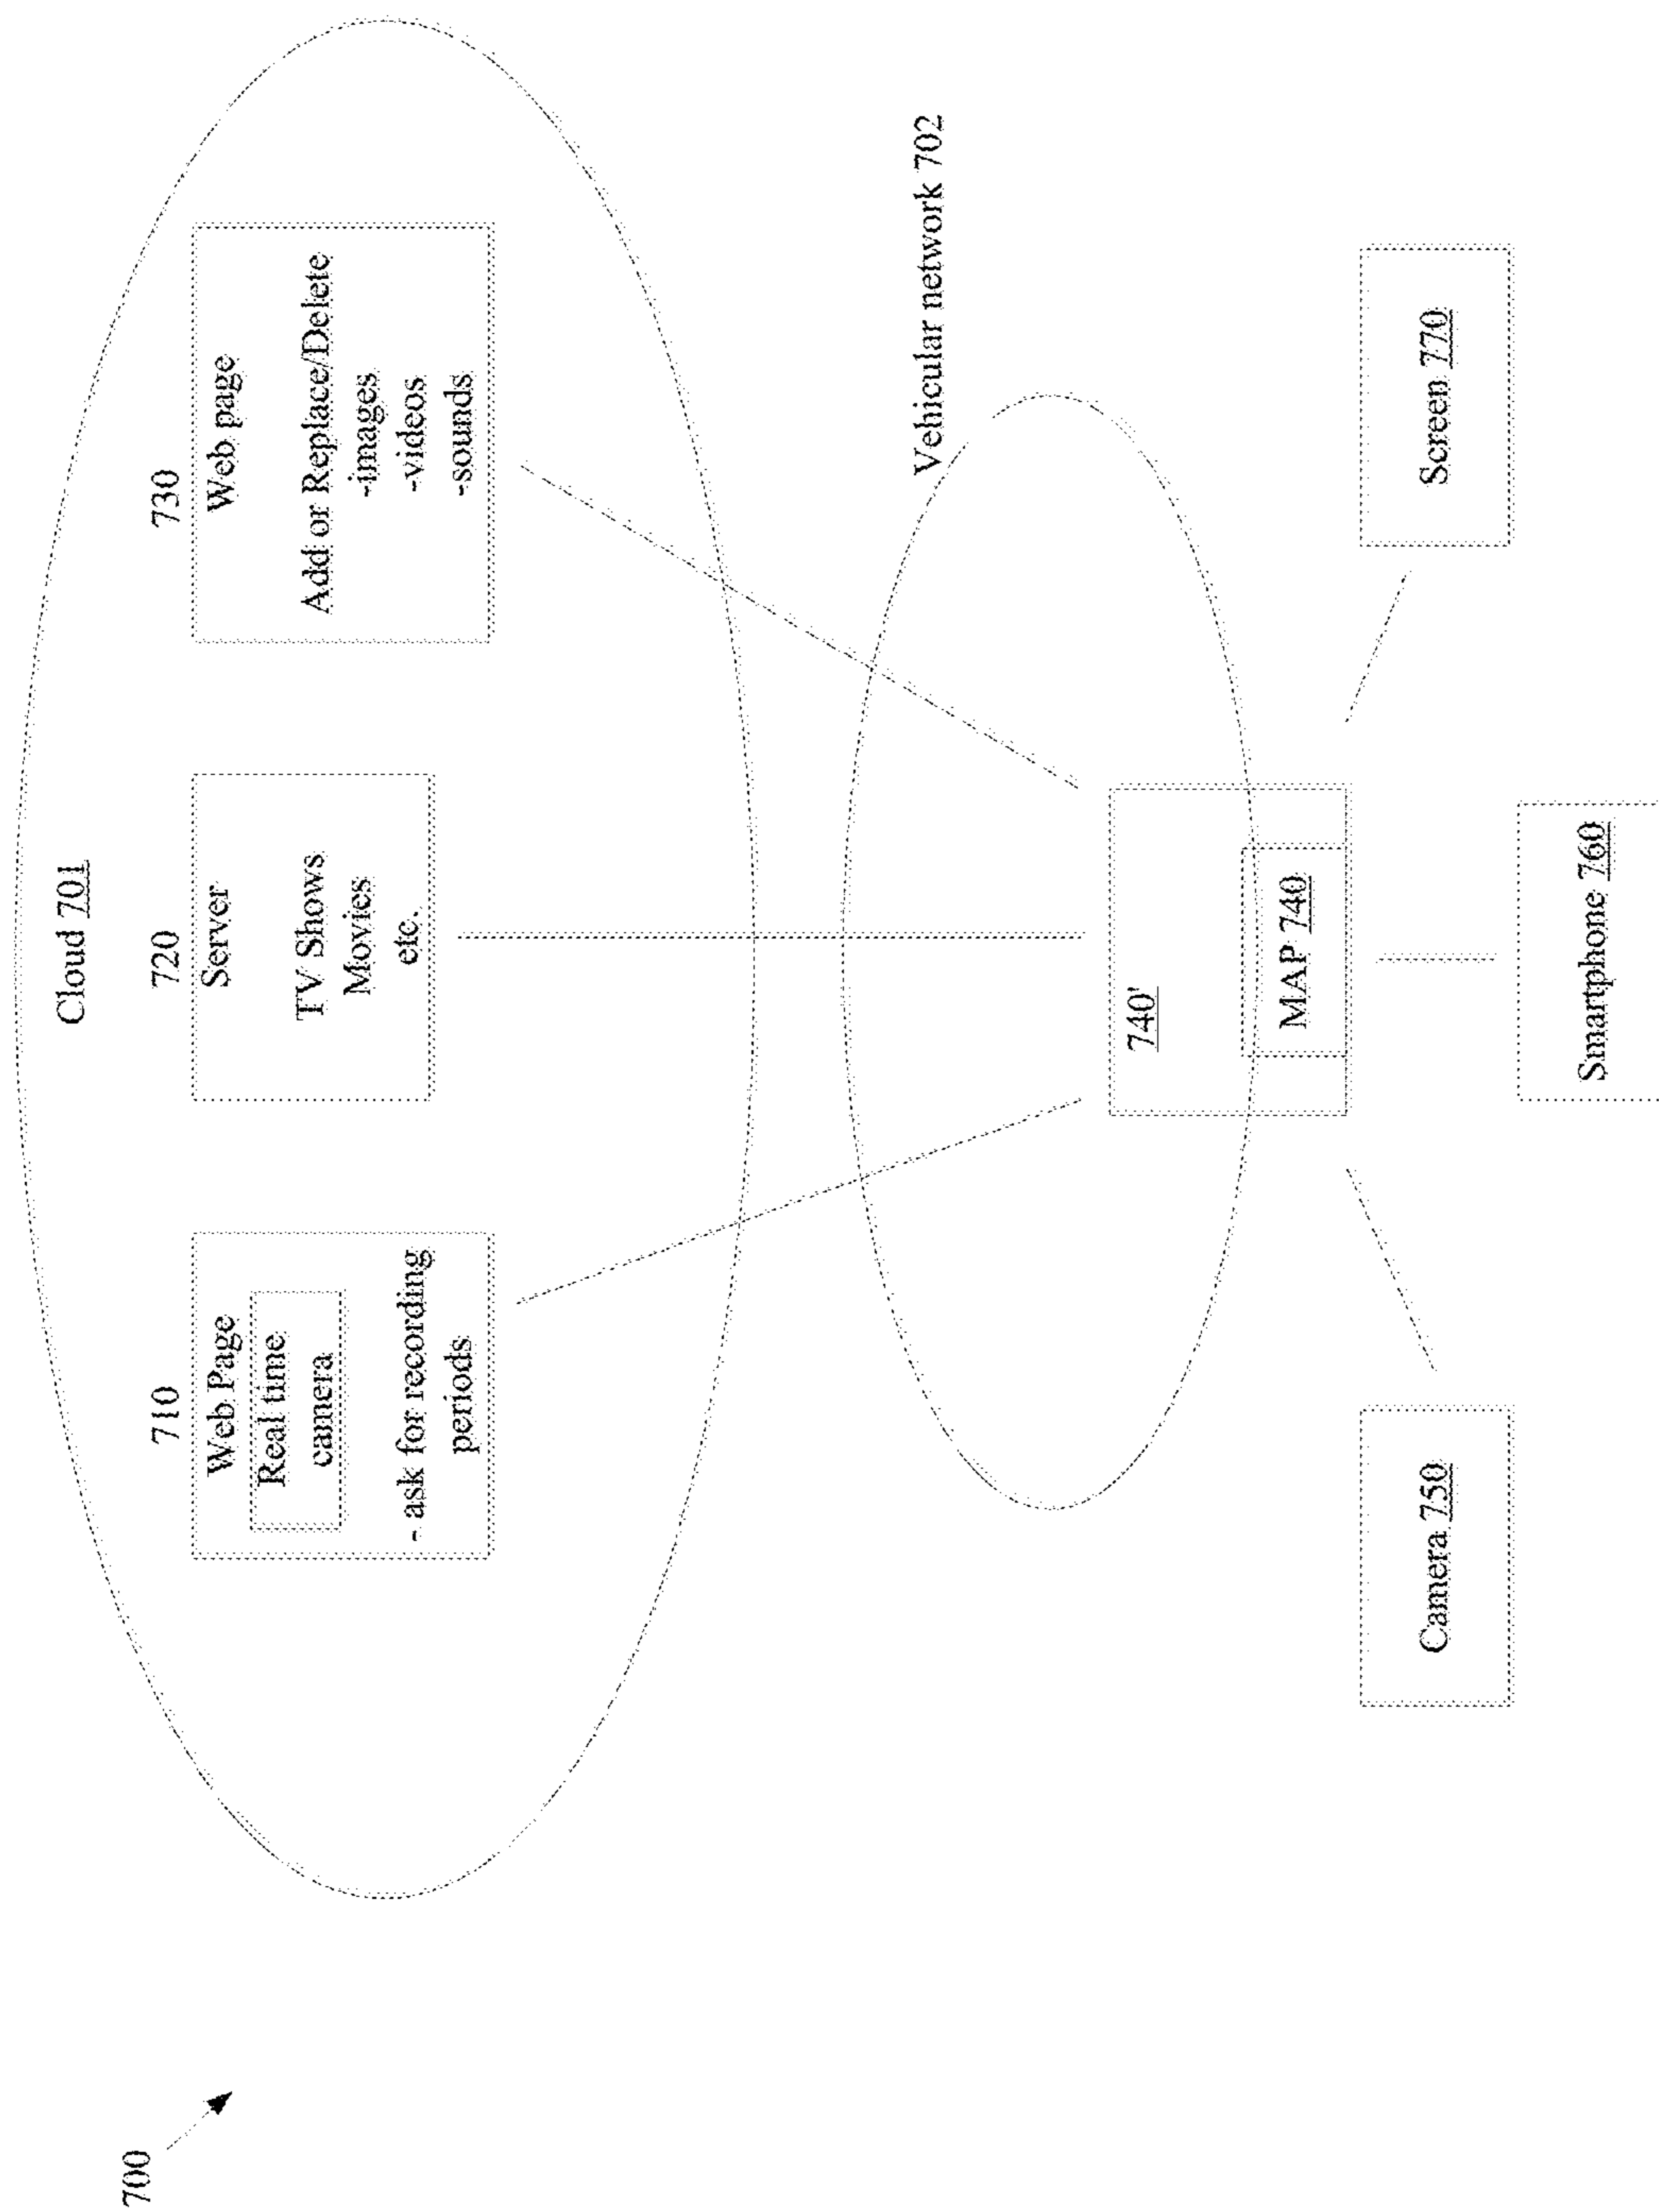 700
Cloud 701
710
Web Page
Real time
camera
- ask for recording
periods
720
Server
TV Shows
Movies
etc.
730
Web page
Add or Replace/Delete
-images
-videos
-sounds
Vehicular network 702
740'
MAP 740
Camera 750
Smartphone 760
Screen 770